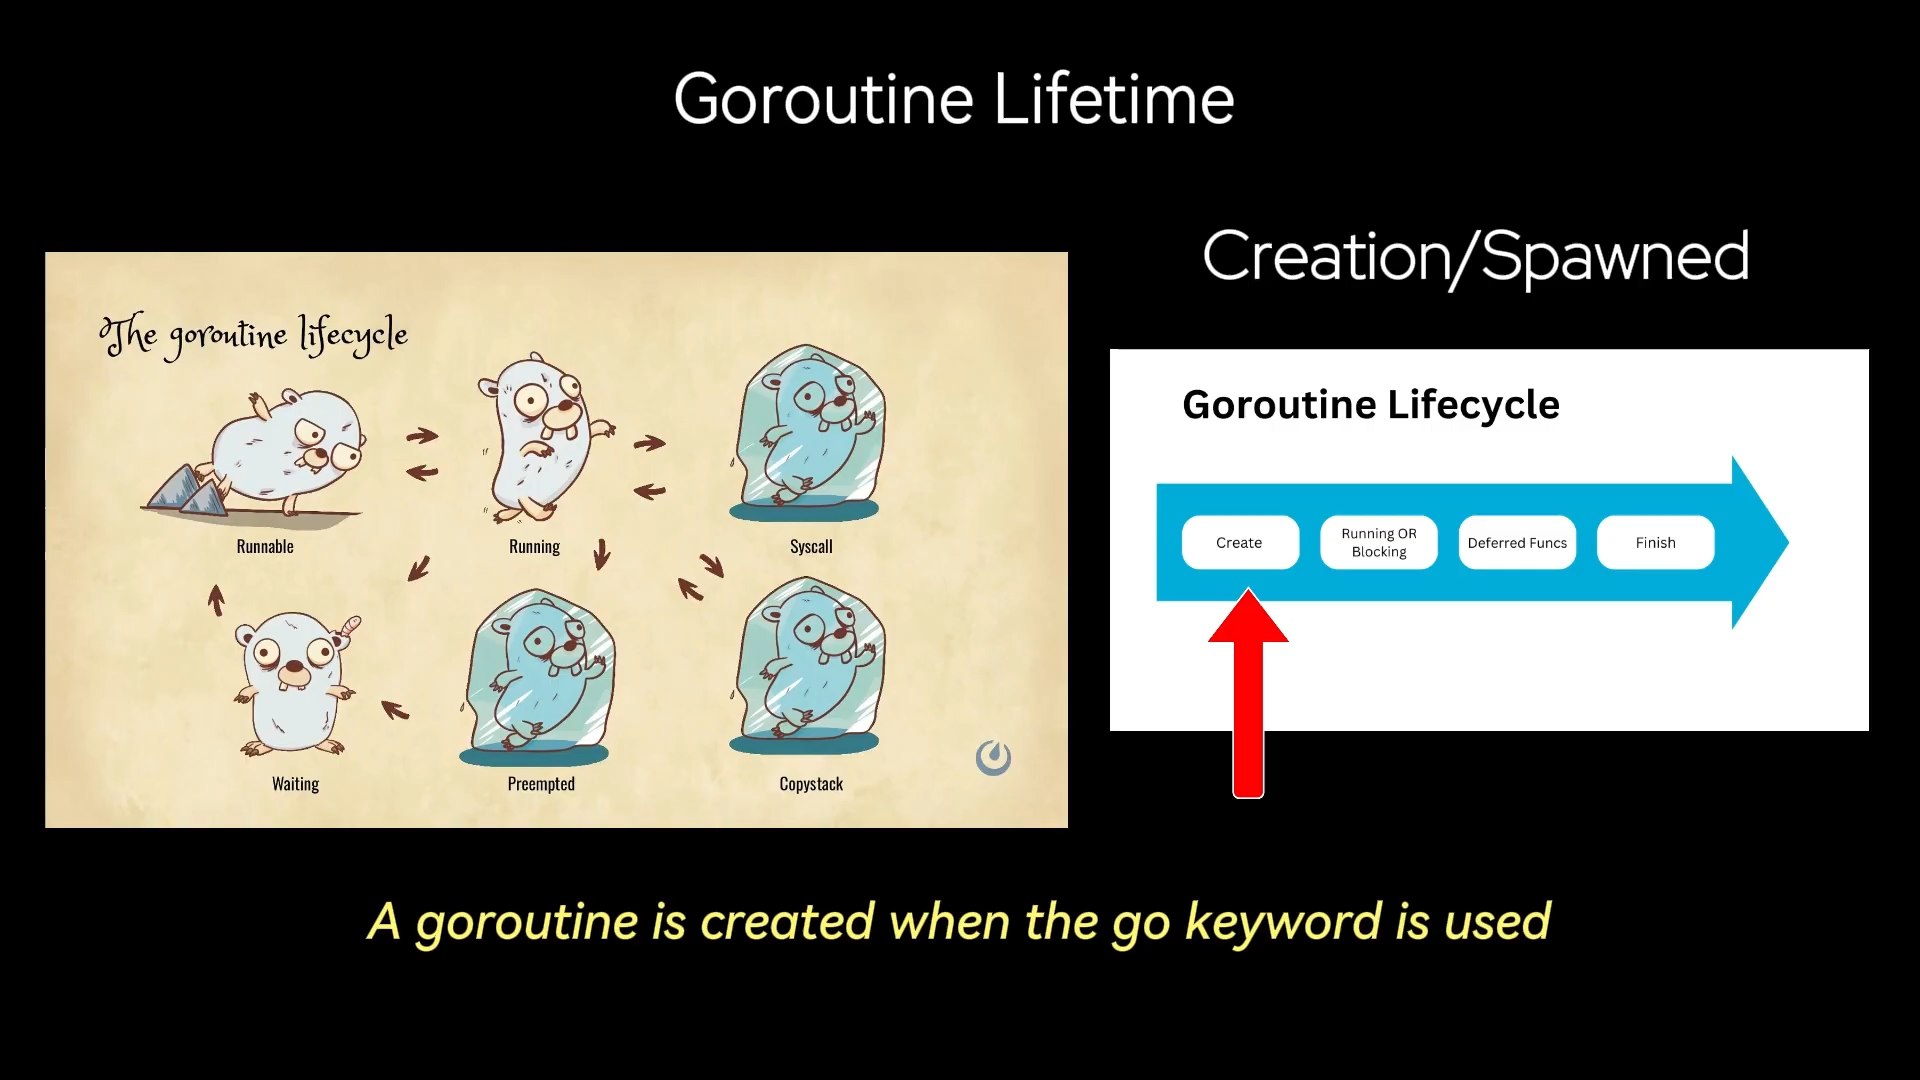 Goroutine Lifetime
The goroutine lifecycle
Runnable
Running
Syscall
Waiting
Preempted
Copystack
Creation/Spawned
Goroutine Lifecycle
Create
Running OR
Blocking
Deferred Funcs
Finish
A goroutine is created when the go keyword is used